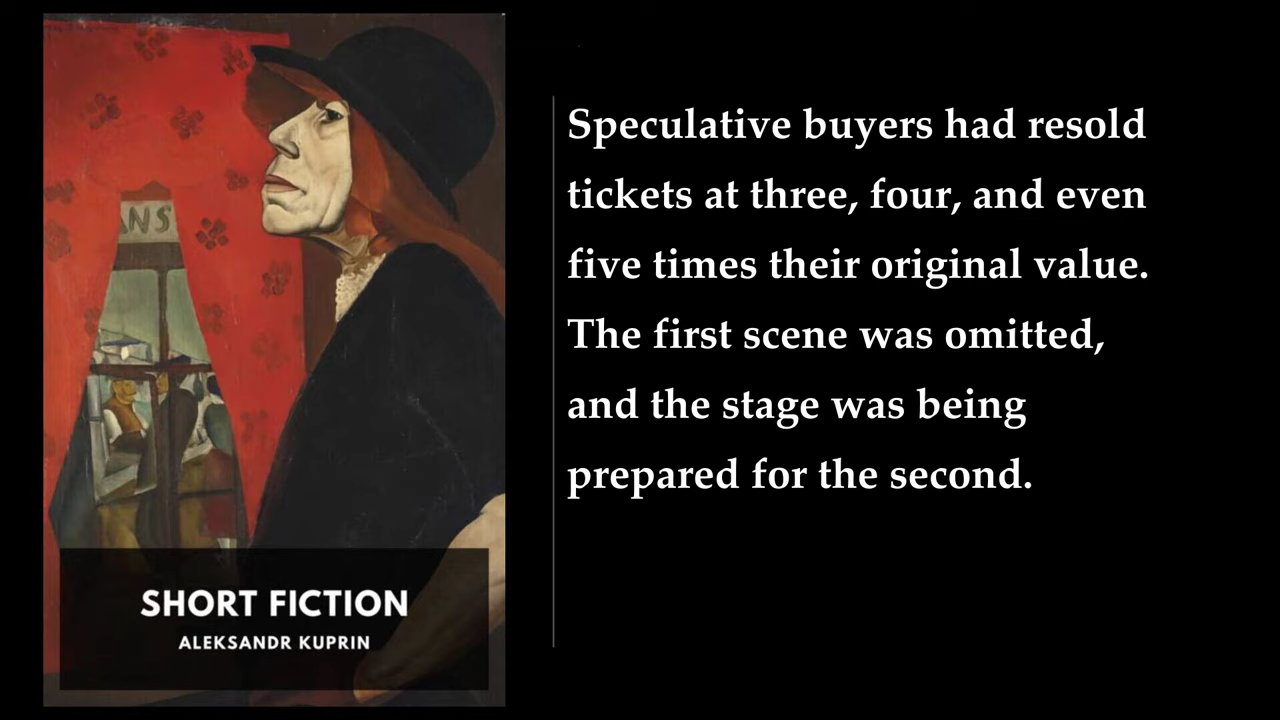 ANS
SHORT FICTION
ALEKSANDR KUPRIN
Speculative buyers had resold
tickets at three, four, and even
five times their original value.
The first scene was omitted,
and the stage was being
prepared for the second.